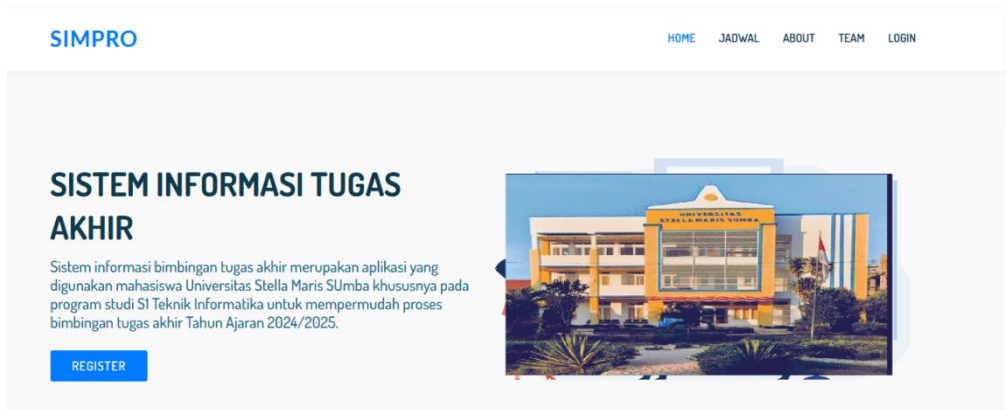 SIMPRO
HOME JADWAL ABOUT TEAM LOGIN
SISTEM INFORMASI TUGAS
AKHIR
Sistem informasi bimbingan tugas akhir merupakan aplikasi yang
digunakan mahasiswa Universitas Stella Maris SUmba khususnya pada
program studi S1 Teknik Informatika untuk mempermudah proses
bimbingan tugas akhir Tahun Ajaran 2024/2025.
REGISTER
UNIVERSITAS
STELLA MARIS SUMBA